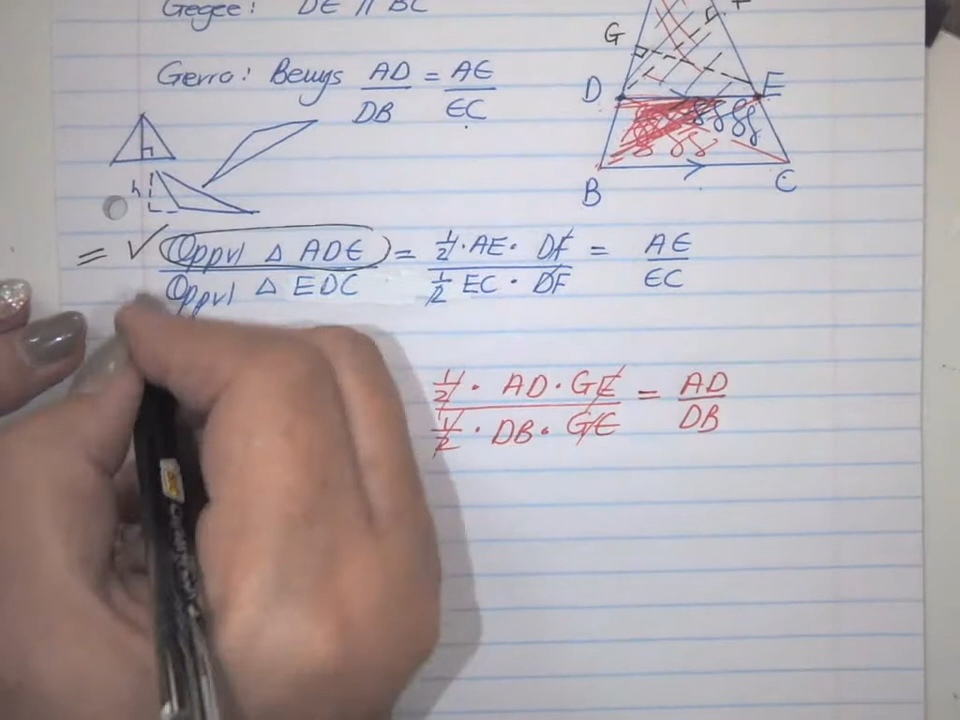 Gegee: DE // BC
Gevra: Bewys AD/DB = AE/EC
G
D
E
B
C
h
h
= ✓ Oppvl △ ADE / Oppvl △ EDC = ½ · AE · DF / ½ EC · DF = AE / EC
½ · AD · GE / ½ · DB · GE = AD / DB